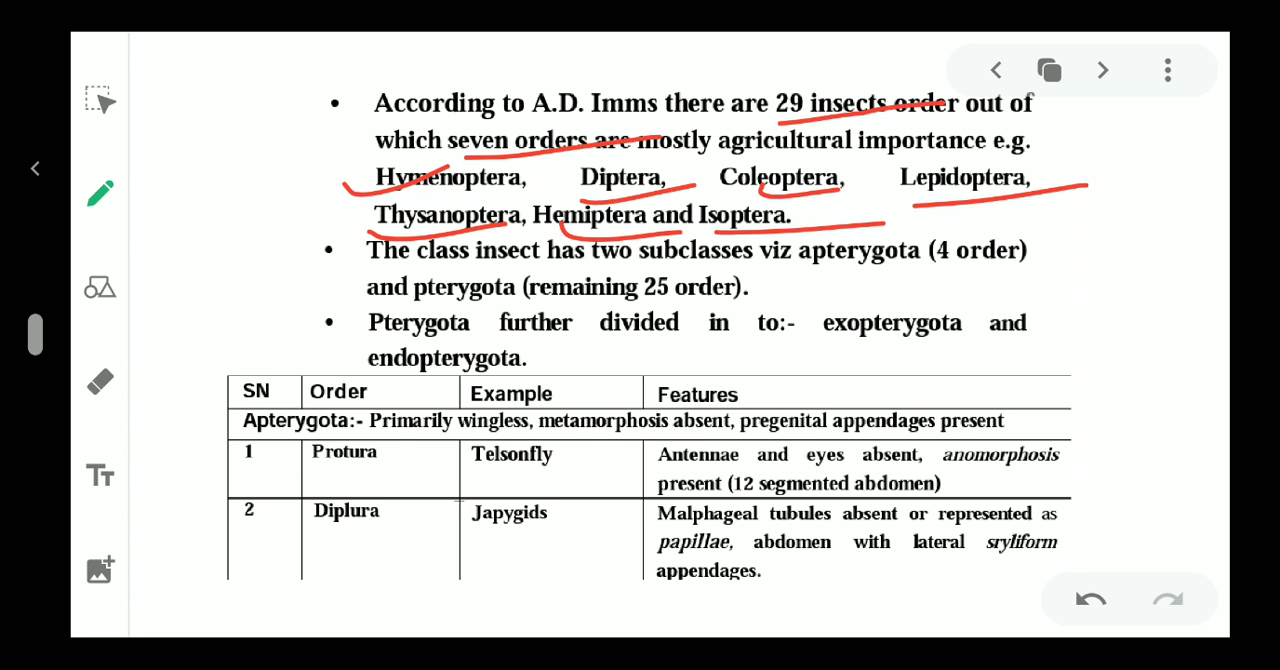 • According to A.D. Imms there are 29 insects order out of
which seven orders are mostly agricultural importance e.g.
Hymenoptera, Diptera, Coleoptera, Lepidoptera,
Thysanoptera, Hemiptera and Isoptera.
• The class insect has two subclasses viz apterygota (4 order)
and pterygota (remaining 25 order).
• Pterygota further divided in to:- exopterygota and
endopterygota.
SN Order Example Features
Apterygota:- Primarily wingless, metamorphosis absent, pregenital appendages present
1 Protura Telsonfly Antennae and eyes absent, anomorphosis
present (12 segmented abdomen)
2 Diplura Japygids Malphageal tubules absent or represented as
papillae, abdomen with lateral sryliform
appendages.